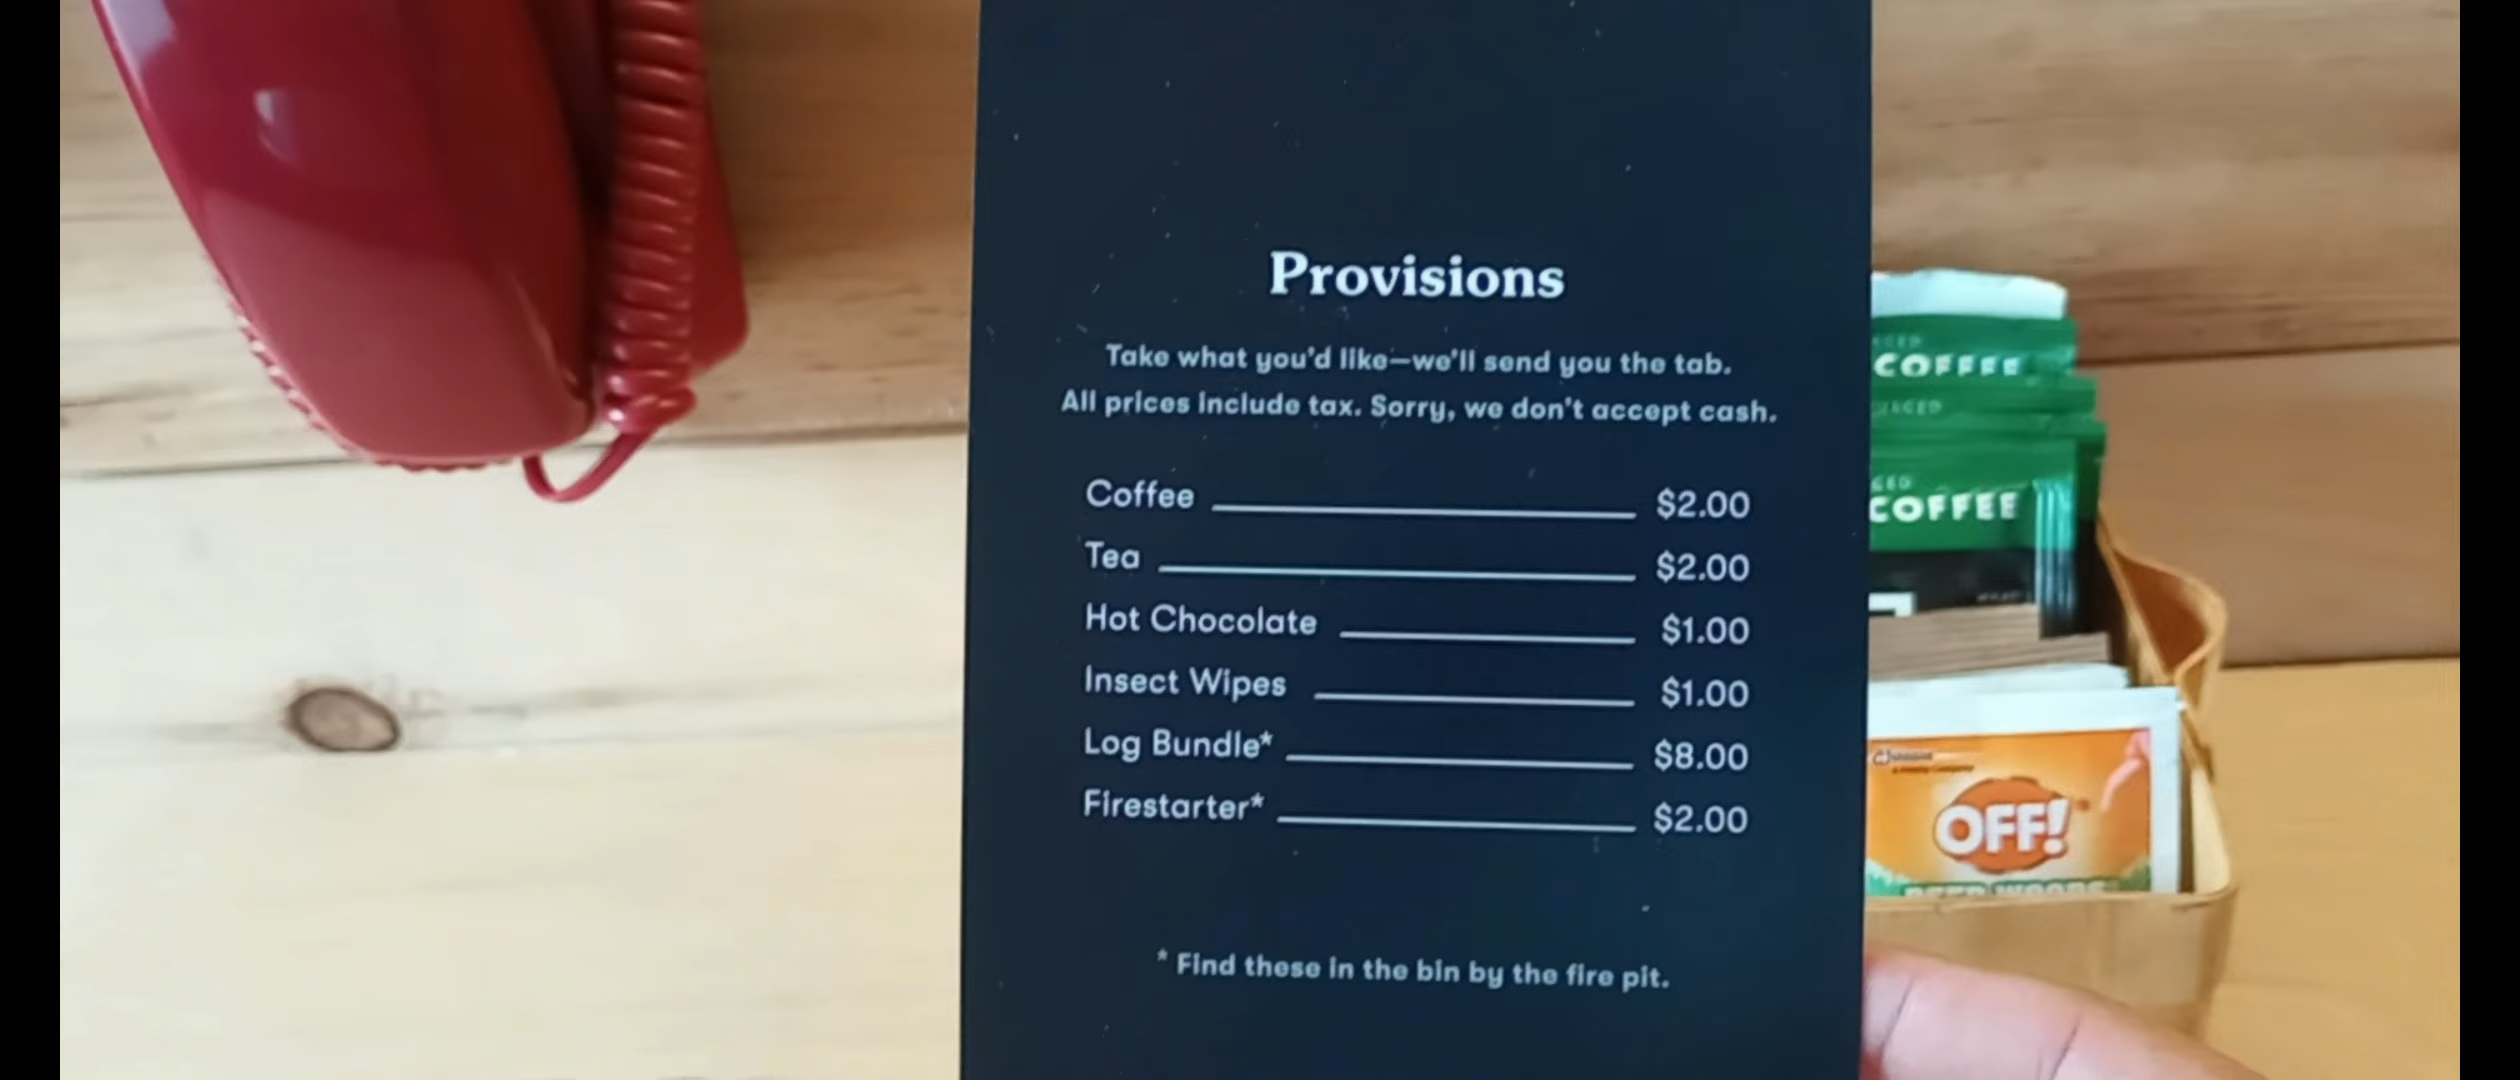 Provisions
Take what you'd like—we'll send you the tab.
All prices include tax. Sorry, we don't accept cash.
Coffee $2.00
Tea $2.00
Hot Chocolate $1.00
Insect Wipes $1.00
Log Bundle* $8.00
Firestarter* $2.00
* Find these in the bin by the fire pit.
COFFEE
COFFEE
OFF!